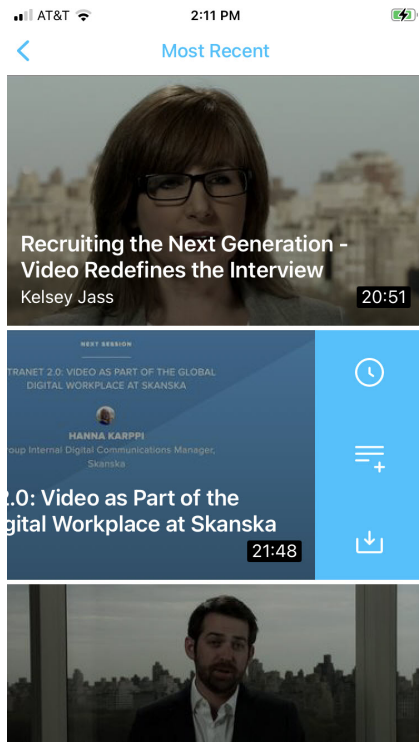 AT&T
2:11 PM
Most Recent
Recruiting the Next Generation -
Video Redefines the Interview
Kelsey Jass
20:51
NEXT SESSION
TRANET 2.0: VIDEO AS PART OF THE GLOBAL
DIGITAL WORKPLACE AT SKANSKA
HANNA KARPPI
oup Internal Digital Communications Manager,
Skanska
2.0: Video as Part of the
gital Workplace at Skanska
21:48